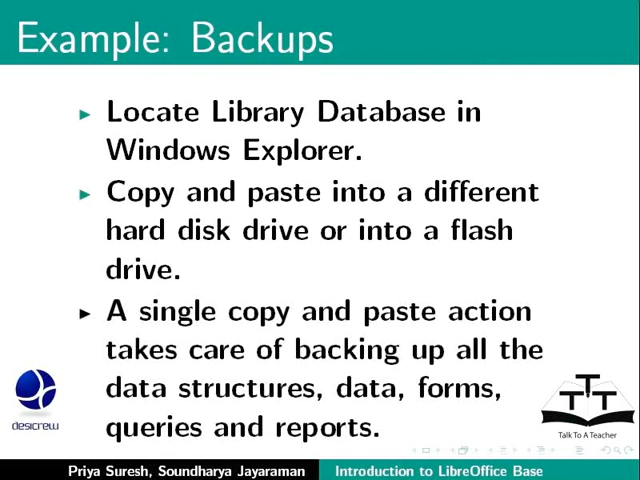 Example: Backups
Locate Library Database in
Windows Explorer.
Copy and paste into a different
hard disk drive or into a flash
drive.
A single copy and paste action
takes care of backing up all the
data structures, data, forms,
queries and reports.
desicrew
TTT
Talk To A Teacher
Priya Suresh, Soundharya Jayaraman
Introduction to LibreOffice Base